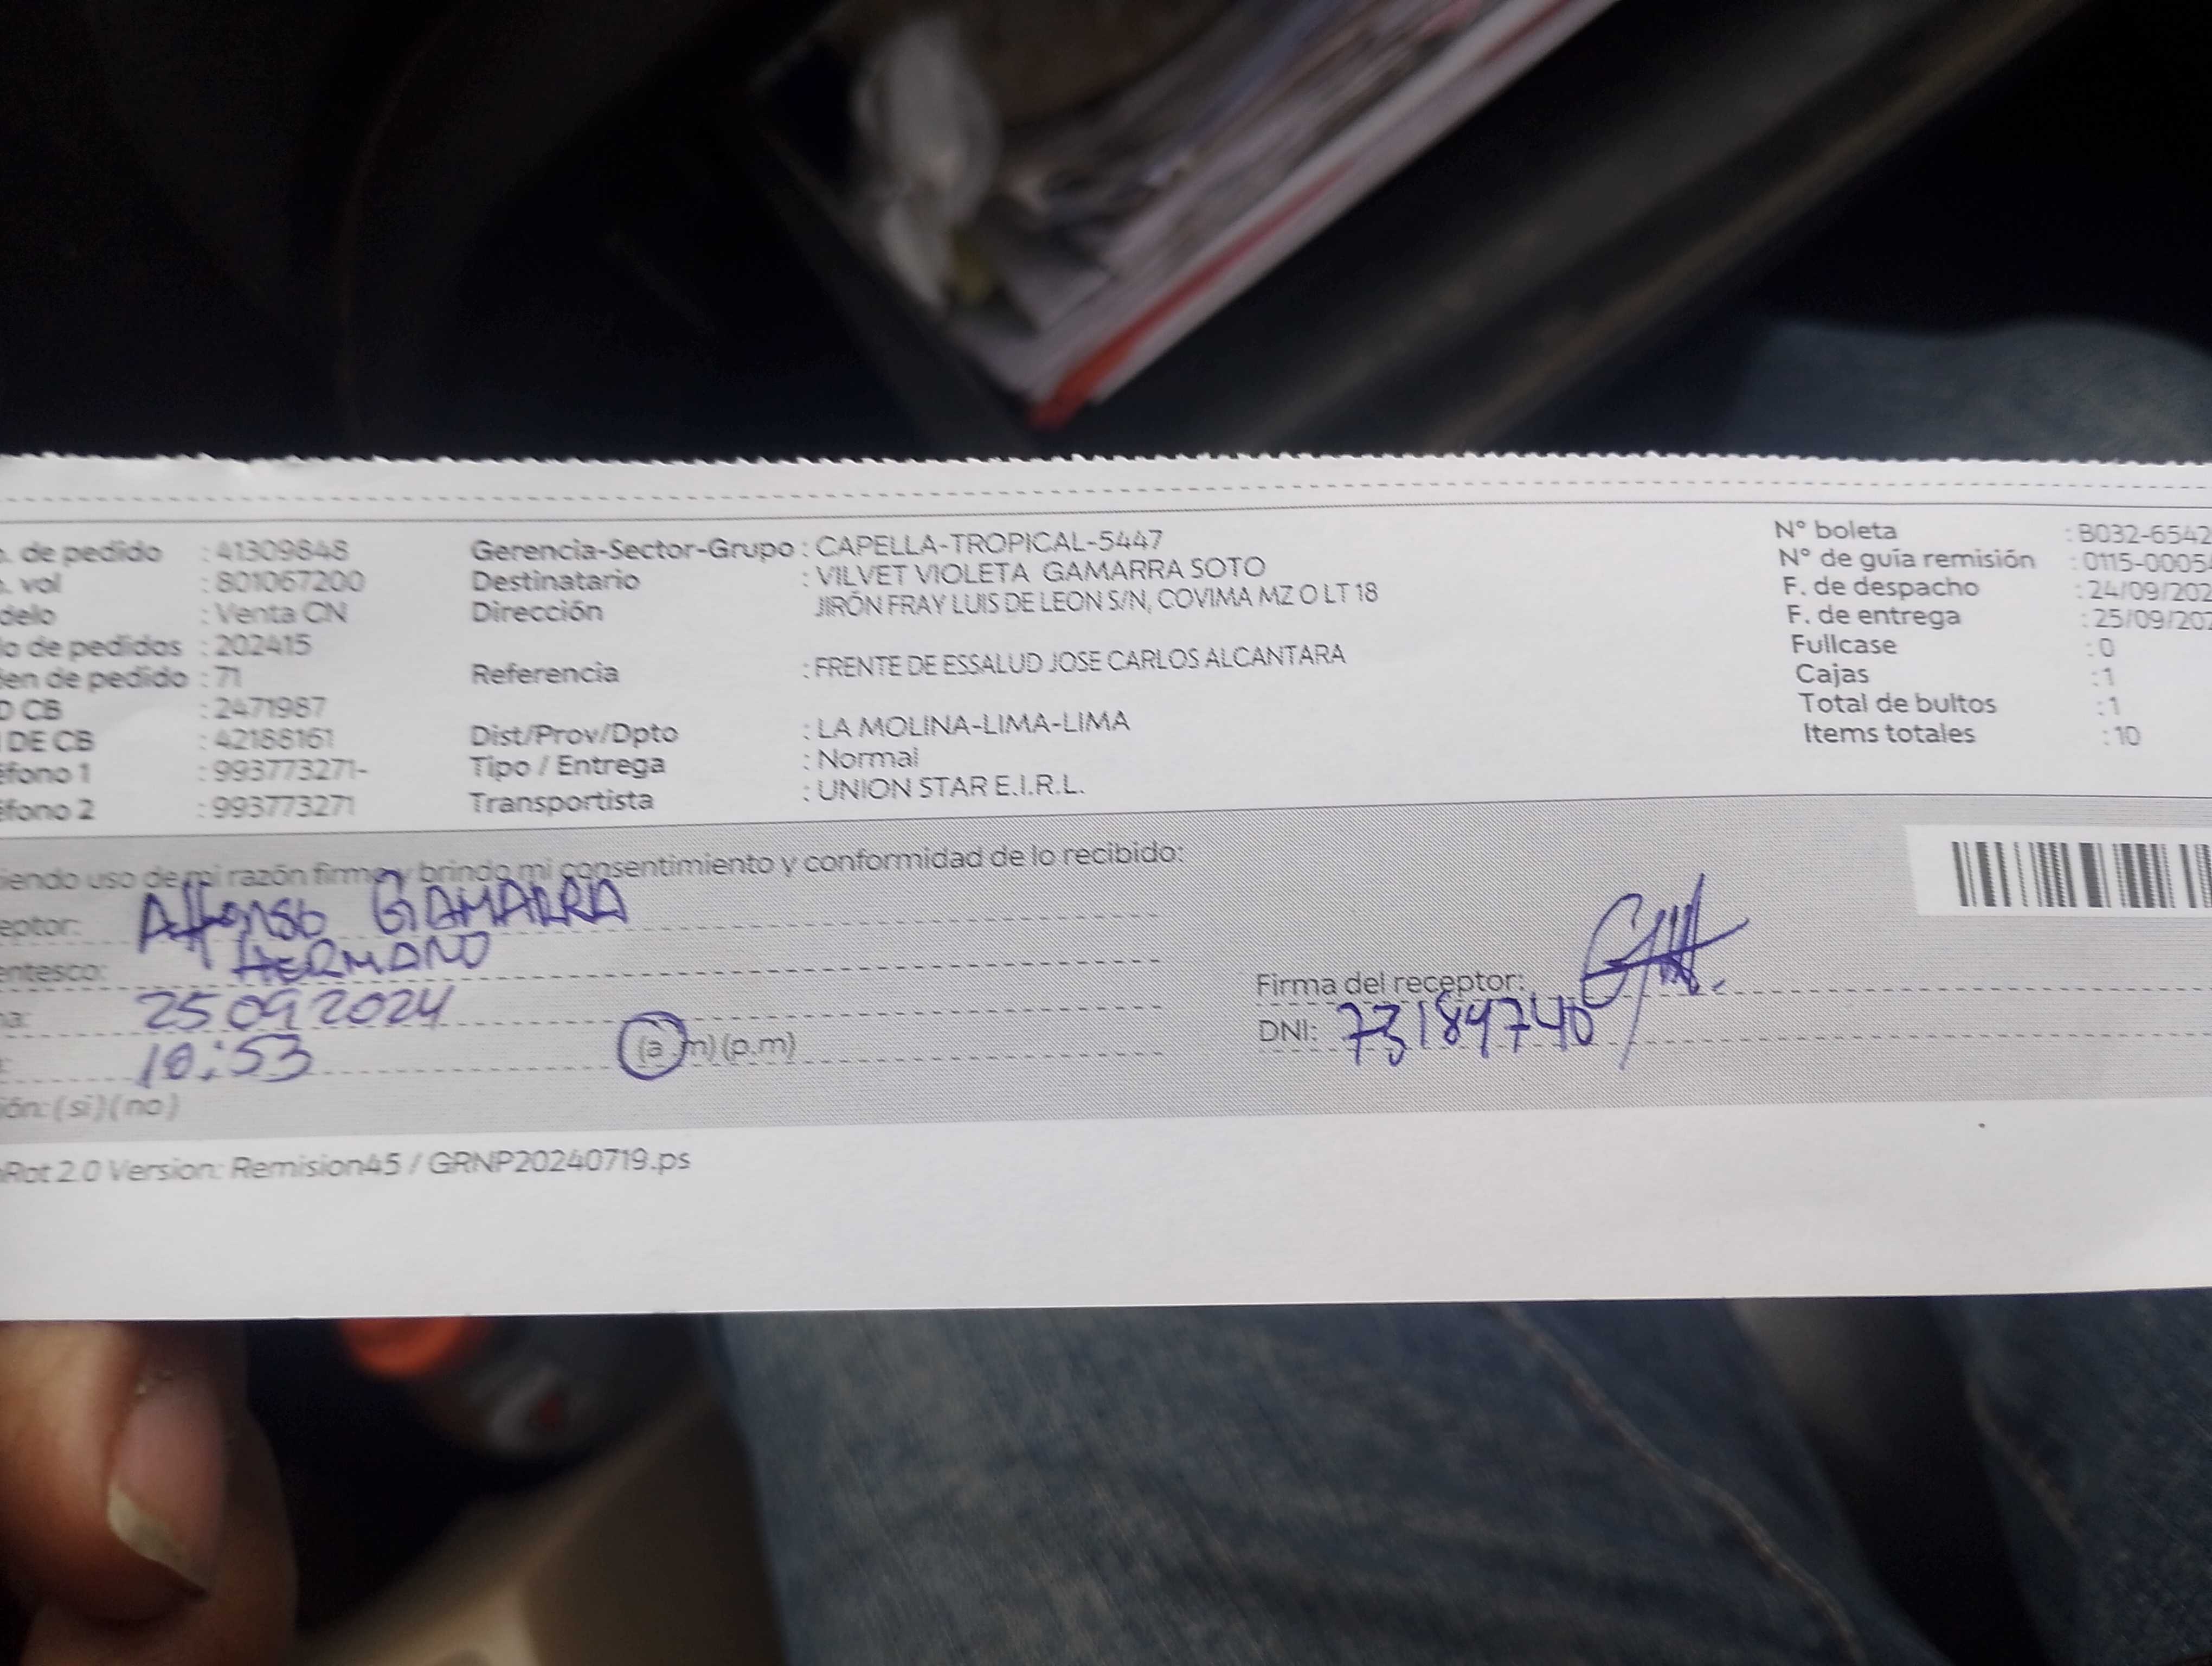 . de pedido : 41309848
. vol : 801067200
delo : Venta CN
o de pedidos : 202415
en de pedido : 71
D CB : 2471987
DE CB : 42188161
éfono 1 : 993773271-
éfono 2 : 993773271
Gerencia-Sector-Grupo : CAPELLA-TROPICAL-5447
Destinatario : VILVET VIOLETA GAMARRA SOTO
Dirección JIRÓN FRAY LUIS DE LEON S/N, COVIMA MZ O LT 18
Referencia : FRENTE DE ESSALUD JOSE CARLOS ALCANTARA
Dist/Prov/Dpto : LA MOLINA-LIMA-LIMA
Tipo / Entrega : Normal
Transportista : UNION STAR E.I.R.L.
N° boleta : B032-6542
N° de guía remisión : 0115-0005
F. de despacho : 24/09/202
F. de entrega : 25/09/202
Fullcase : 0
Cajas : 1
Total de bultos : 1
Items totales : 10
iendo uso de mi razón firmo y brindo mi consentimiento y conformidad de lo recibido:
eptor: Alfonso GAMARRA
entesco: HERMANO
a: 25 09 2024
: 10:53 (a.m) (p.m)
ión: (si) (no)
Firma del receptor:
DNI: 73189740
Rot 2.0 Version: Remision45 / GRNP20240719.ps